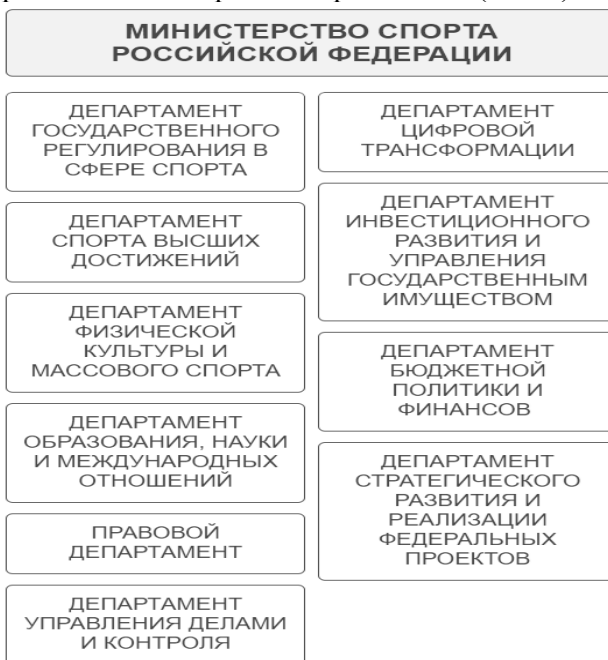 МИНИСТЕРСТВО СПОРТА
РОССИЙСКОЙ ФЕДЕРАЦИИ
ДЕПАРТАМЕНТ
ГОСУДАРСТВЕННОГО
РЕГУЛИРОВАНИЯ В
СФЕРЕ СПОРТА
ДЕПАРТАМЕНТ
СПОРТА ВЫСШИХ
ДОСТИЖЕНИЙ
ДЕПАРТАМЕНТ
ФИЗИЧЕСКОЙ
КУЛЬТУРЫ И
МАССОВОГО СПОРТА
ДЕПАРТАМЕНТ
ОБРАЗОВАНИЯ, НАУКИ
И МЕЖДУНАРОДНЫХ
ОТНОШЕНИЙ
ПРАВОВОЙ
ДЕПАРТАМЕНТ
ДЕПАРТАМЕНТ
УПРАВЛЕНИЯ ДЕЛАМИ
И КОНТРОЛЯ
ДЕПАРТАМЕНТ
ЦИФРОВОЙ
ТРАНСФОРМАЦИИ
ДЕПАРТАМЕНТ
ИНВЕСТИЦИОННОГО
РАЗВИТИЯ И
УПРАВЛЕНИЯ
ГОСУДАРСТВЕННЫМ
ИМУЩЕСТВОМ
ДЕПАРТАМЕНТ
БЮДЖЕТНОЙ
ПОЛИТИКИ И
ФИНАНСОВ
ДЕПАРТАМЕНТ
СТРАТЕГИЧЕСКОГО
РАЗВИТИЯ И
РЕАЛИЗАЦИИ
ФЕДЕРАЛЬНЫХ
ПРОЕКТОВ